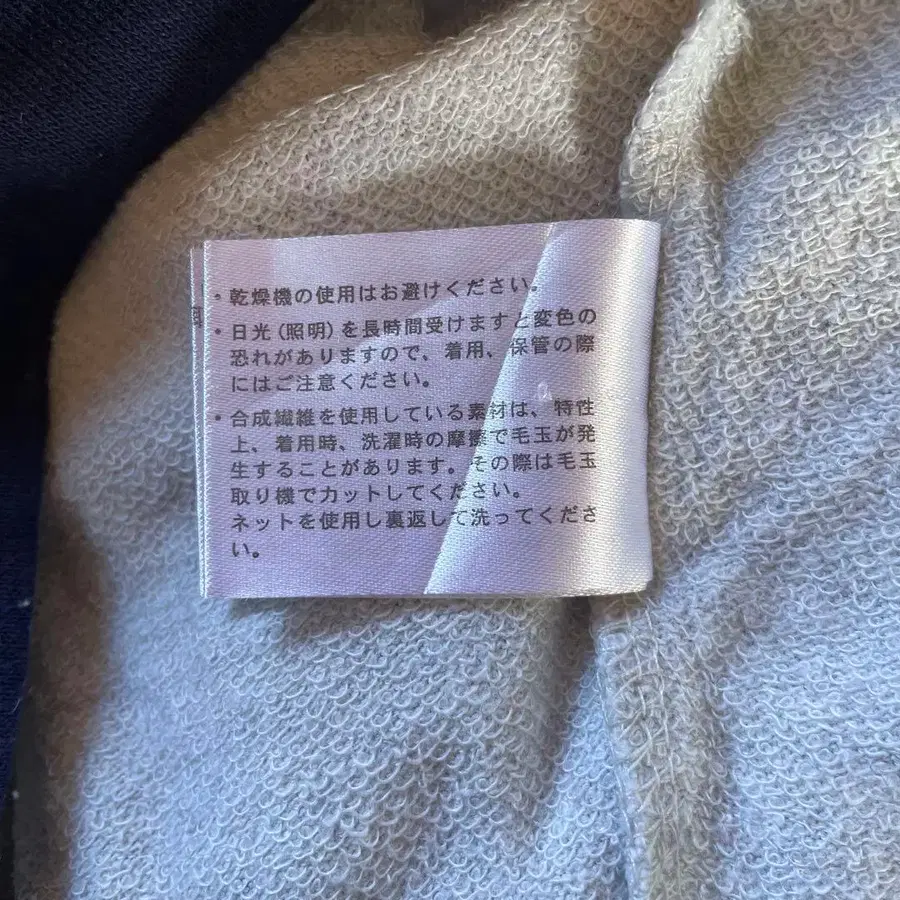 ・乾燥機の使用はお避けください。
・日光(照明)を長時間受けますと変色の
恐れがありますので、着用、保管の際
にはご注意ください。
・合成繊維を使用している素材は、特性
上、着用時、洗濯時の摩擦で毛玉が発
生することがあります。その際は毛玉
取り機でカットしてください。
ネットを使用し裏返して洗ってくださ
い。